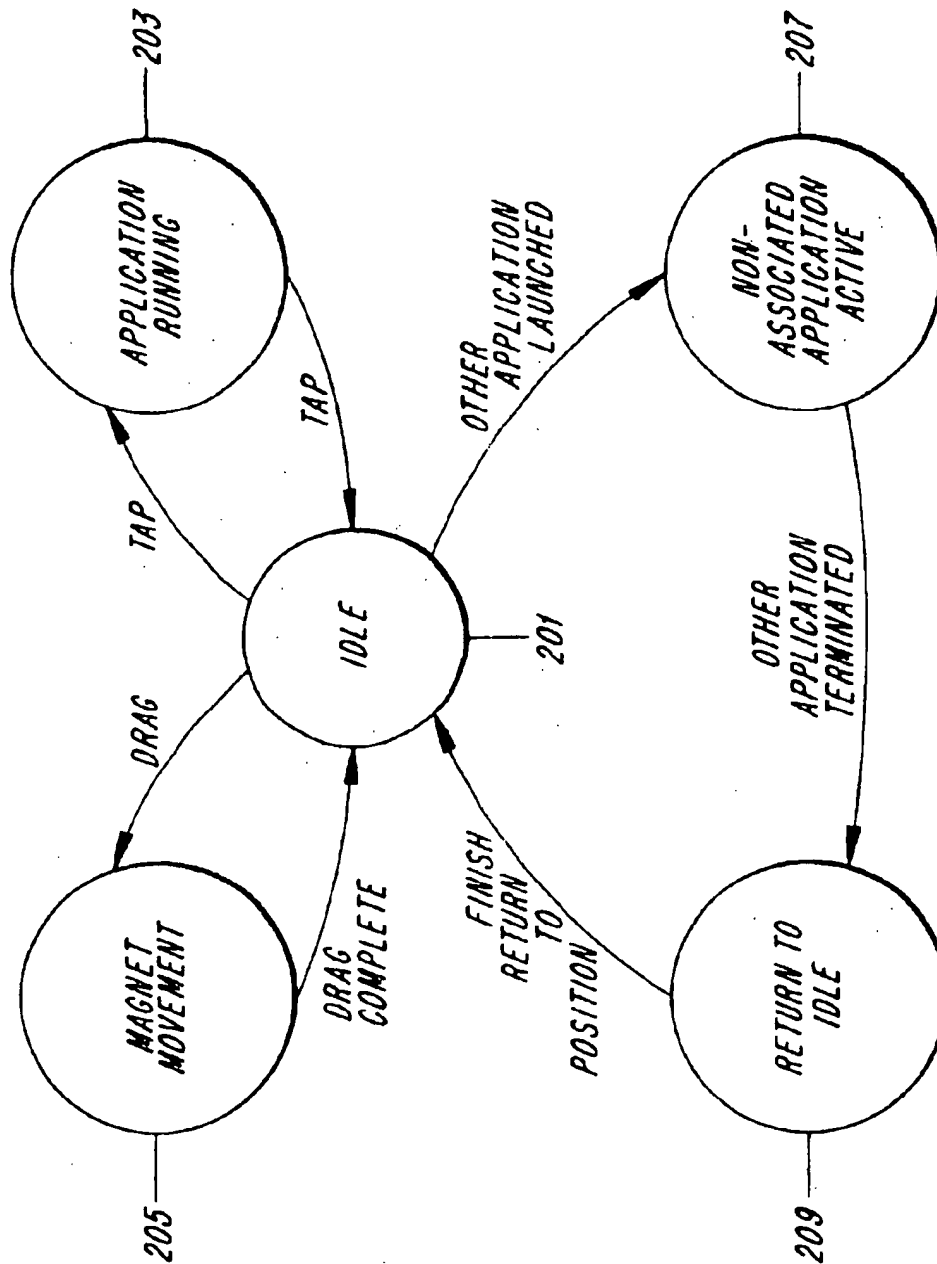 205
MAGNET
MOVEMENT
DRAG
DRAG
COMPLETE
TAP
TAP
APPLICATION
RUNNING
203
IDLE
201
FINISH
RETURN
TO
POSITION
OTHER
APPLICATION
LAUNCHED
209
RETURN TO
IDLE
OTHER
APPLICATION
TERMINATED
NON-
ASSOCIATED
APPLICATION
ACTIVE
207